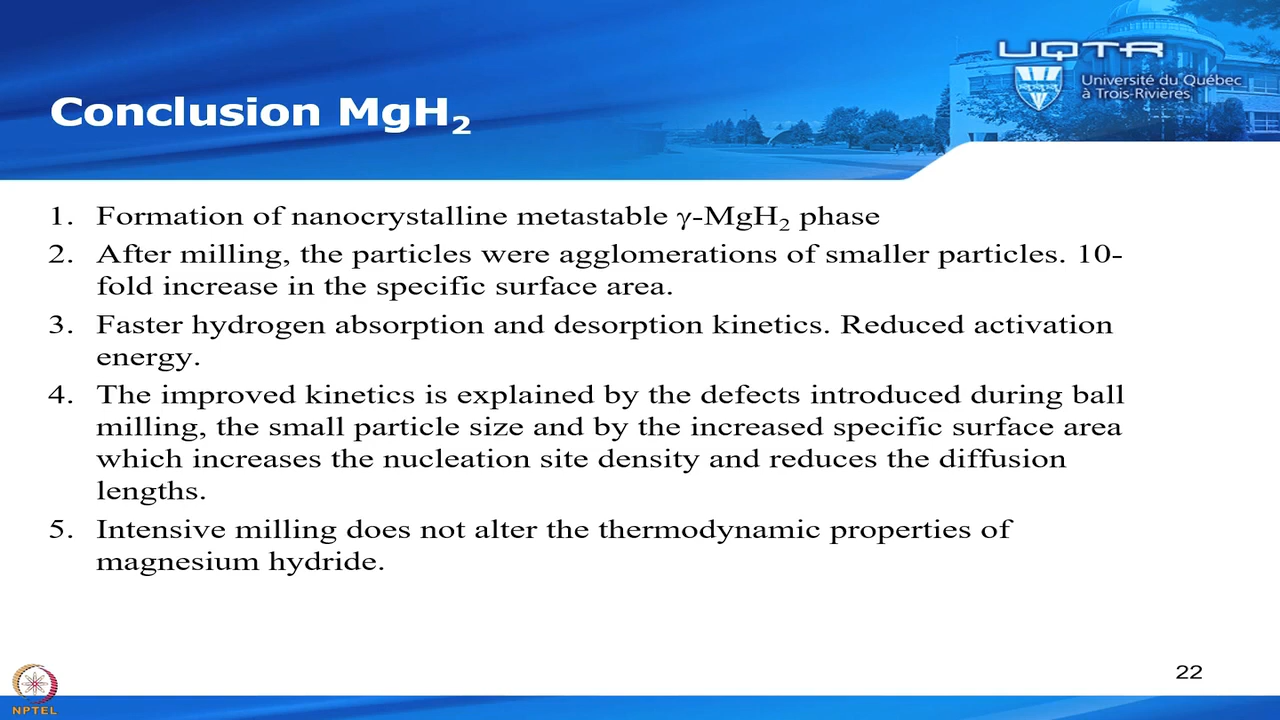 UQTR
Université du Québec
à Trois-Rivières
Conclusion MgH₂
1. Formation of nanocrystalline metastable γ-MgH₂ phase
2. After milling, the particles were agglomerations of smaller particles. 10-
fold increase in the specific surface area.
3. Faster hydrogen absorption and desorption kinetics. Reduced activation
energy.
4. The improved kinetics is explained by the defects introduced during ball
milling, the small particle size and by the increased specific surface area
which increases the nucleation site density and reduces the diffusion
lengths.
5. Intensive milling does not alter the thermodynamic properties of
magnesium hydride.
22
NPTEL